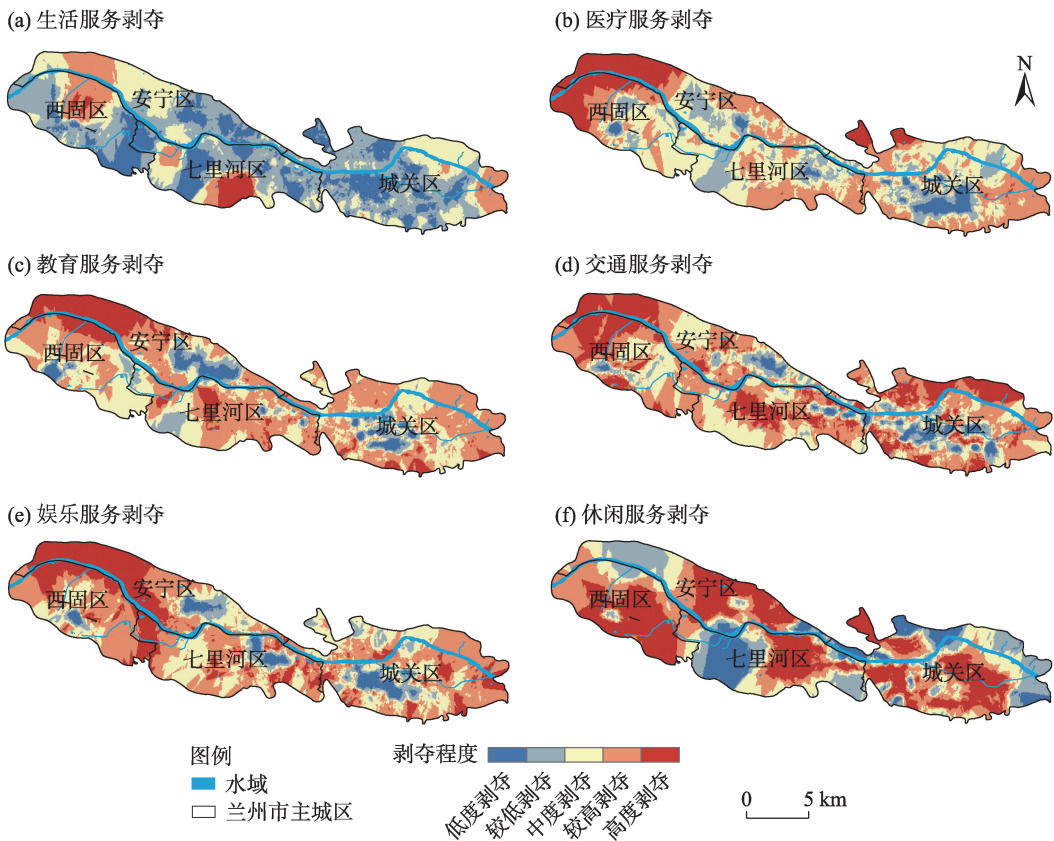 (a) 生活服务剥夺
(b) 医疗服务剥夺
N
西固区
安宁区
七里河区
城关区
西固区
安宁区
七里河区
城关区
(c) 教育服务剥夺
(d) 交通服务剥夺
西固区
安宁区
七里河区
城关区
西固区
安宁区
七里河区
城关区
(e) 娱乐服务剥夺
(f) 休闲服务剥夺
西固区
安宁区
七里河区
城关区
西固区
安宁区
七里河区
城关区
图例
水域
兰州市主城区
剥夺程度
低度剥夺
较低剥夺
中度剥夺
较高剥夺
高度剥夺
0 5 km